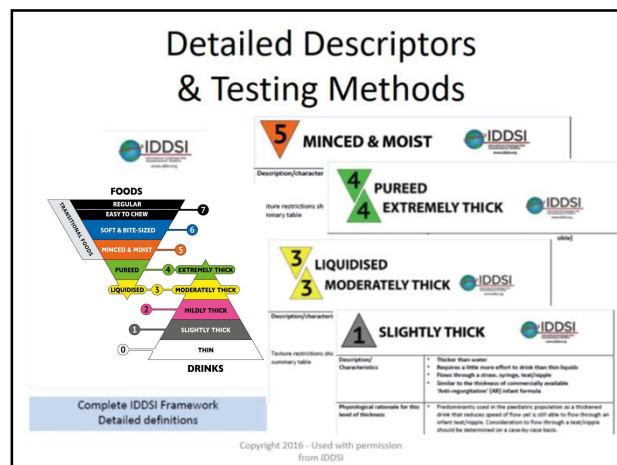 Detailed Descriptors
& Testing Methods
IDDSI
FOODS
TRANSITIONAL FOODS
REGULAR
EASY TO CHEW
7
SOFT & BITE-SIZED
6
MINCED & MOIST
5
PUREED
4
EXTREMELY THICK
LIQUIDISED
3
MODERATELY THICK
2
MILDLY THICK
1
SLIGHTLY THICK
0
THIN
DRINKS
Complete IDDSI Framework
Detailed definitions
5
MINCED & MOIST
IDDSI
Description/character
4
4
PUREED
EXTREMELY THICK
IDDSI
xture restrictions sh
mmary table
3
3
LIQUIDISED
MODERATELY THICK
IDDSI
Description/characteri
Texture restrictions sho
summary table
1
SLIGHTLY THICK
IDDSI
Description/
Characteristics
• Thicker than water
• Requires a little more effort to drink than thin liquids
• Flows through a straw, syringe, teat/nipple
• Similar to the thickness of commercially available
'Anti-regurgitation' (AR) infant formula
Physiological rationale for this
level of thickness
• Predominantly used in the paediatric population as a thickened
drink that reduces speed of flow yet is still able to flow through an
infant teat/nipple. Consideration to flow through a teat/nipple
should be determined on a case-by-case basis.
Copyright 2016 - Used with permission
from IDDSI